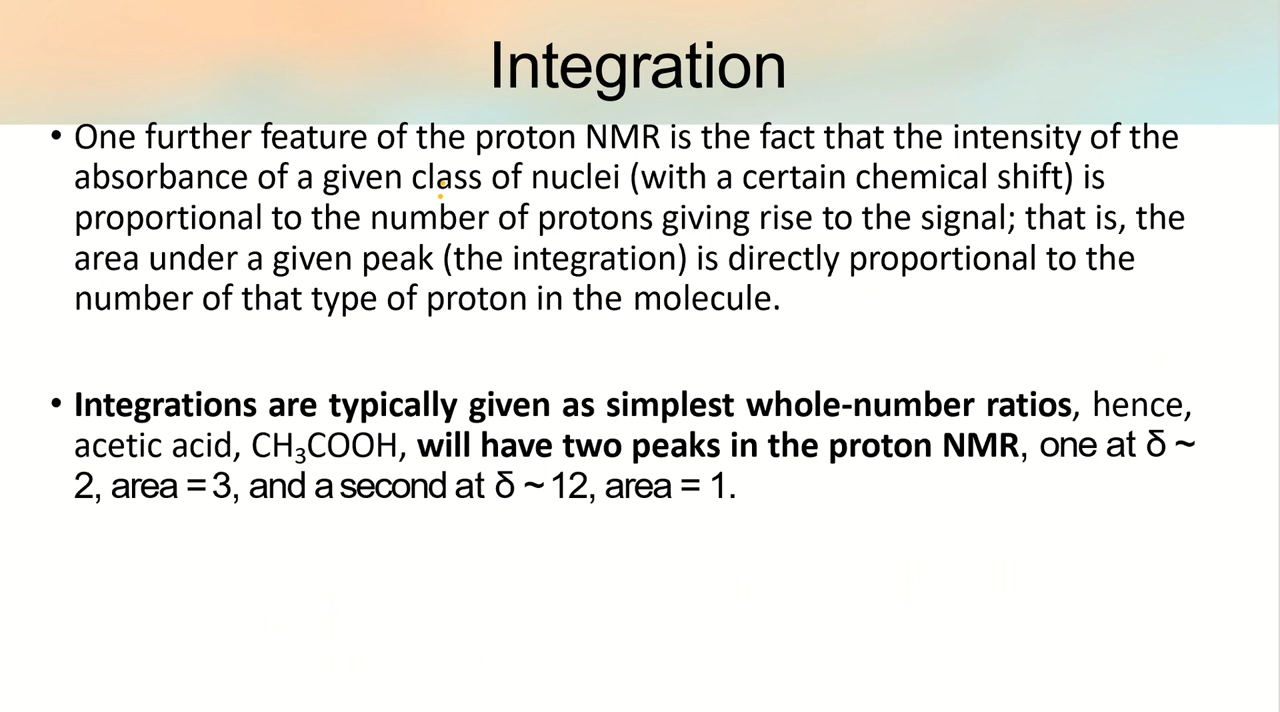 Integration
• One further feature of the proton NMR is the fact that the intensity of the
absorbance of a given class of nuclei (with a certain chemical shift) is
proportional to the number of protons giving rise to the signal; that is, the
area under a given peak (the integration) is directly proportional to the
number of that type of proton in the molecule.
• Integrations are typically given as simplest whole-number ratios, hence,
acetic acid, CH₃COOH, will have two peaks in the proton NMR, one at δ ~
2, area = 3, and a second at δ ~ 12, area = 1.